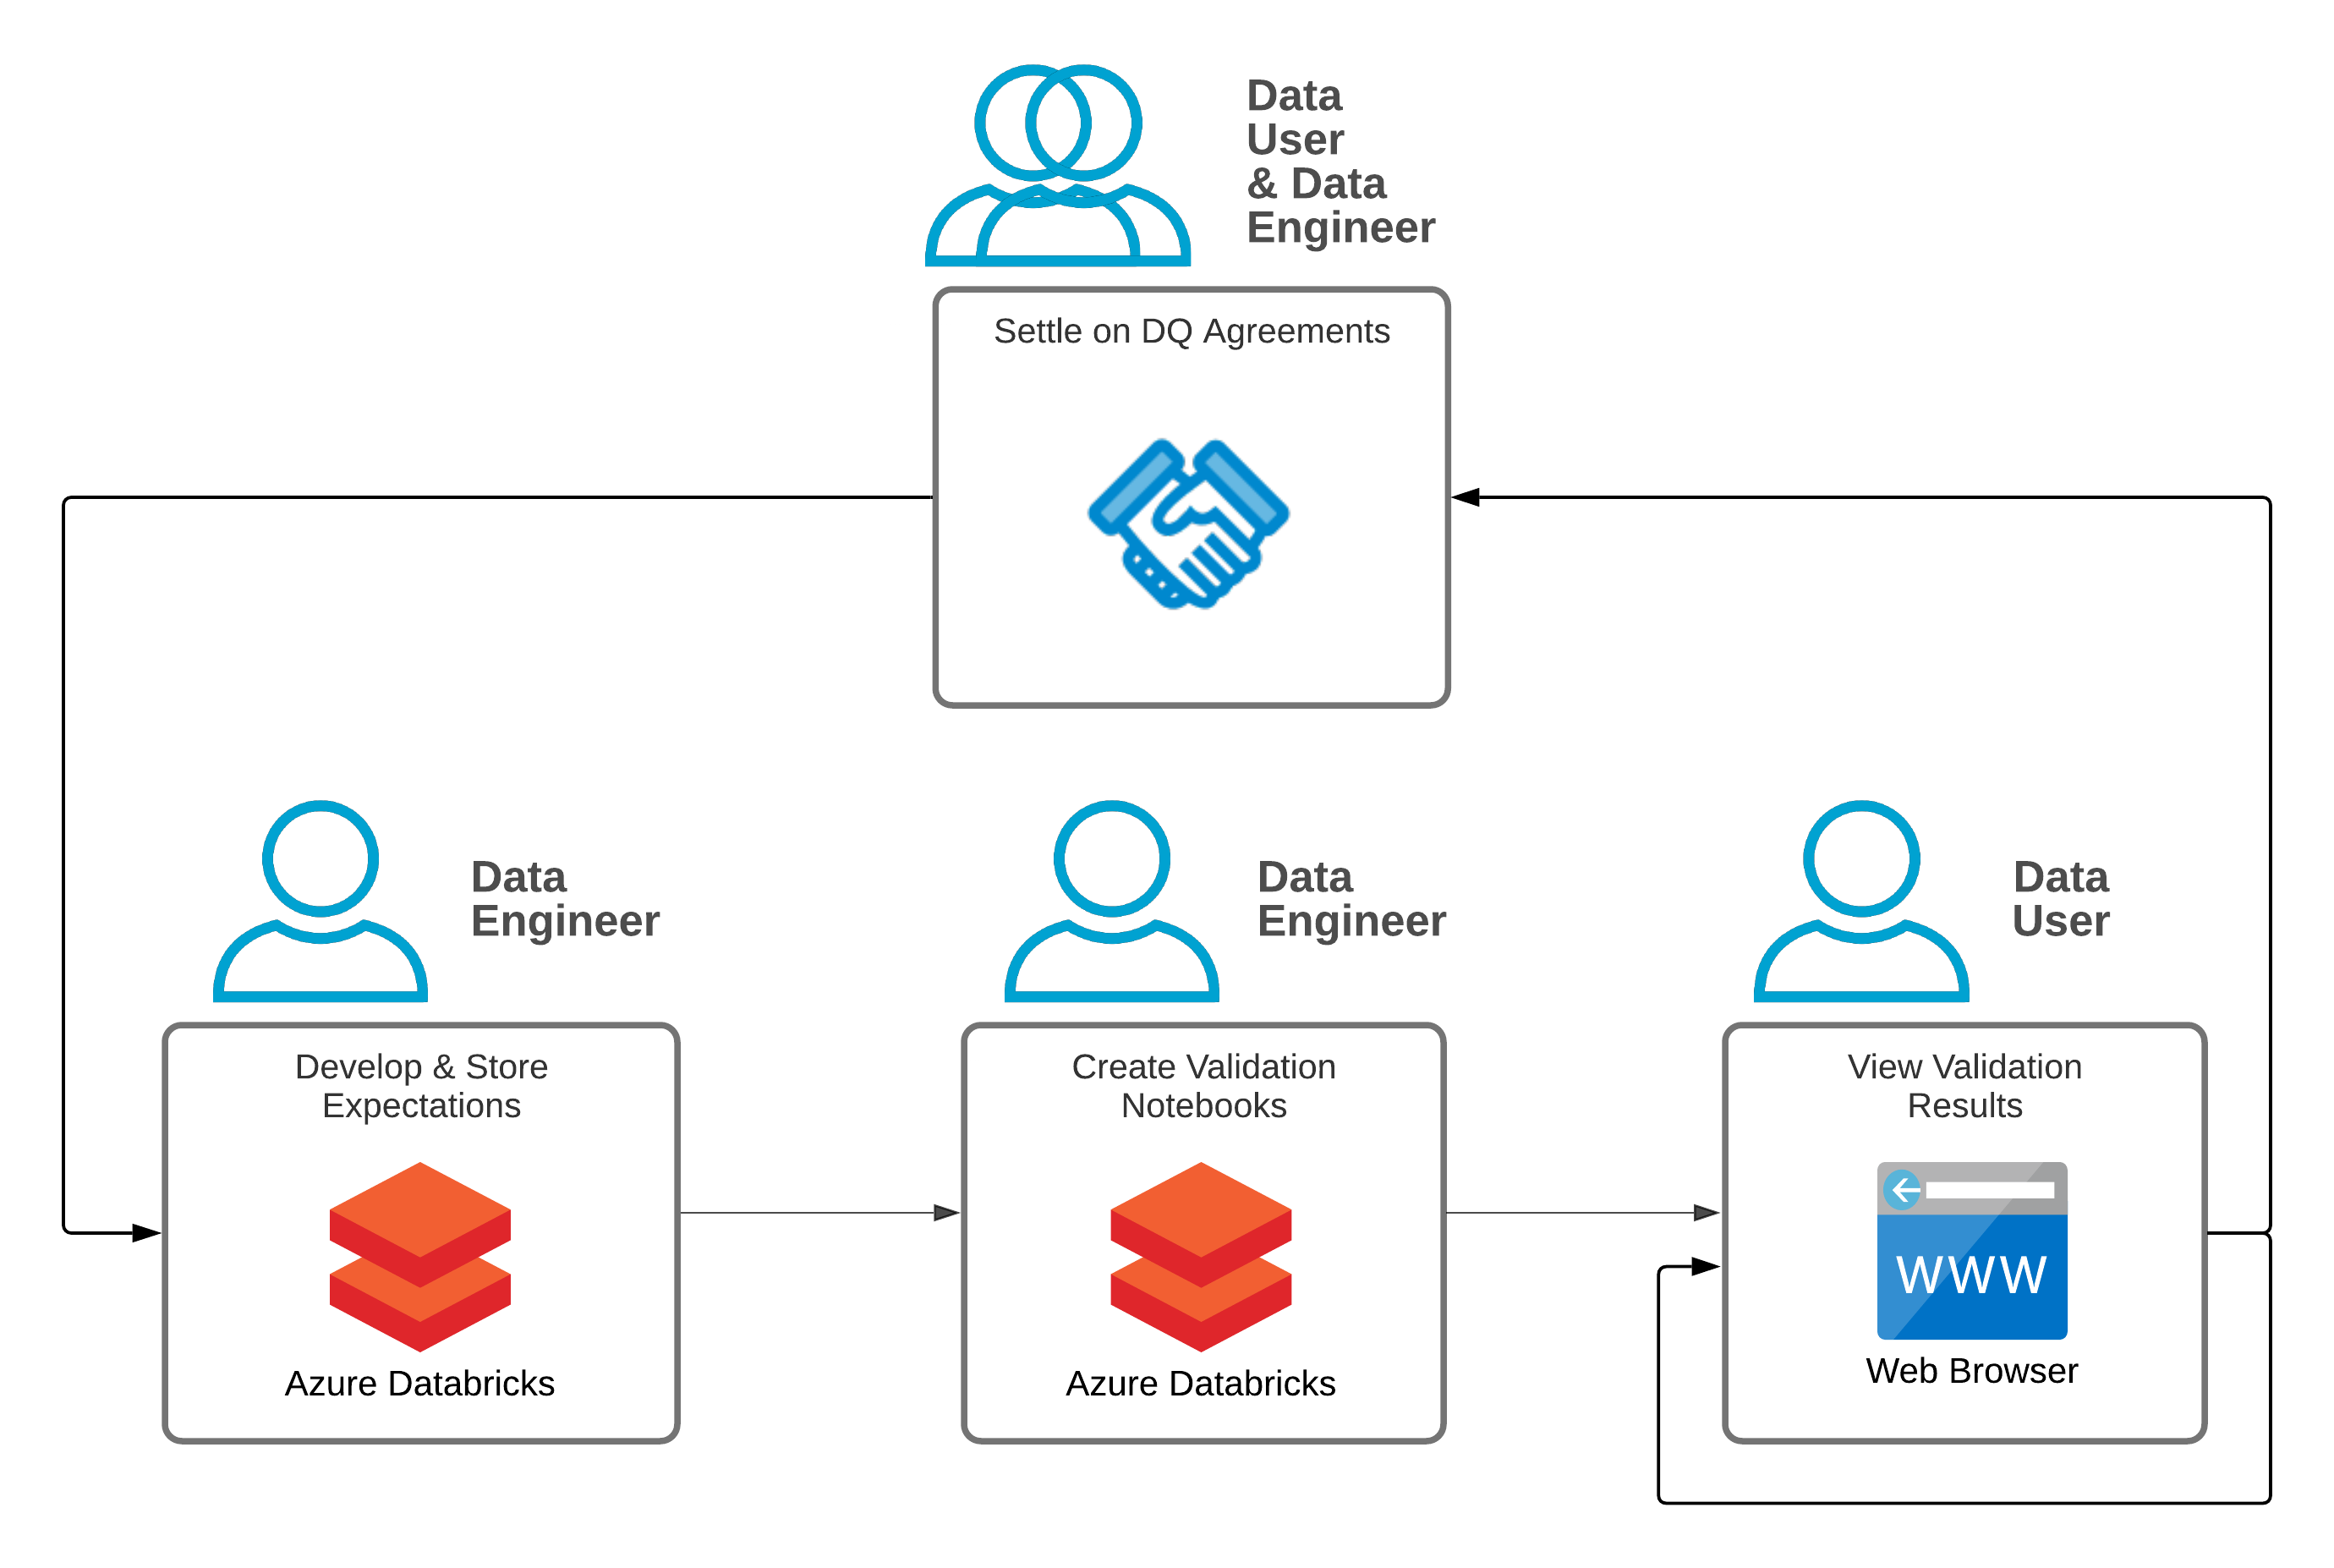 Data
User
& Data
Engineer
Settle on DQ Agreements
Data
Engineer
Develop & Store
Expectations
Azure Databricks
Data
Engineer
Create Validation
Notebooks
Azure Databricks
Data
User
View Validation
Results
WWW
Web Browser